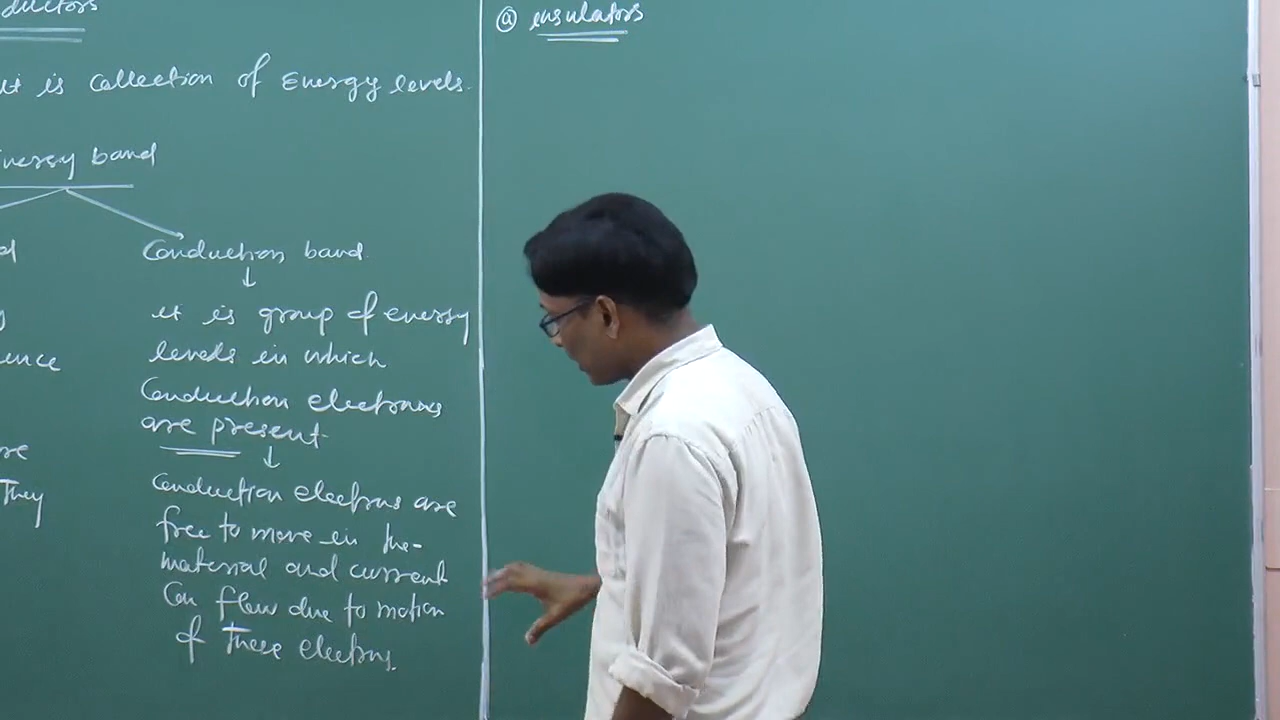 ductors
it is collection of Energy levels.
nergy band
d
Conduction band.
↓
it is group of energy
levels in which
ence
Conduction electrons
are present
re
↓
They
Conduction electrons are
free to move in the
material and current
Can flow due to motion
of These electrons.
@ insulators